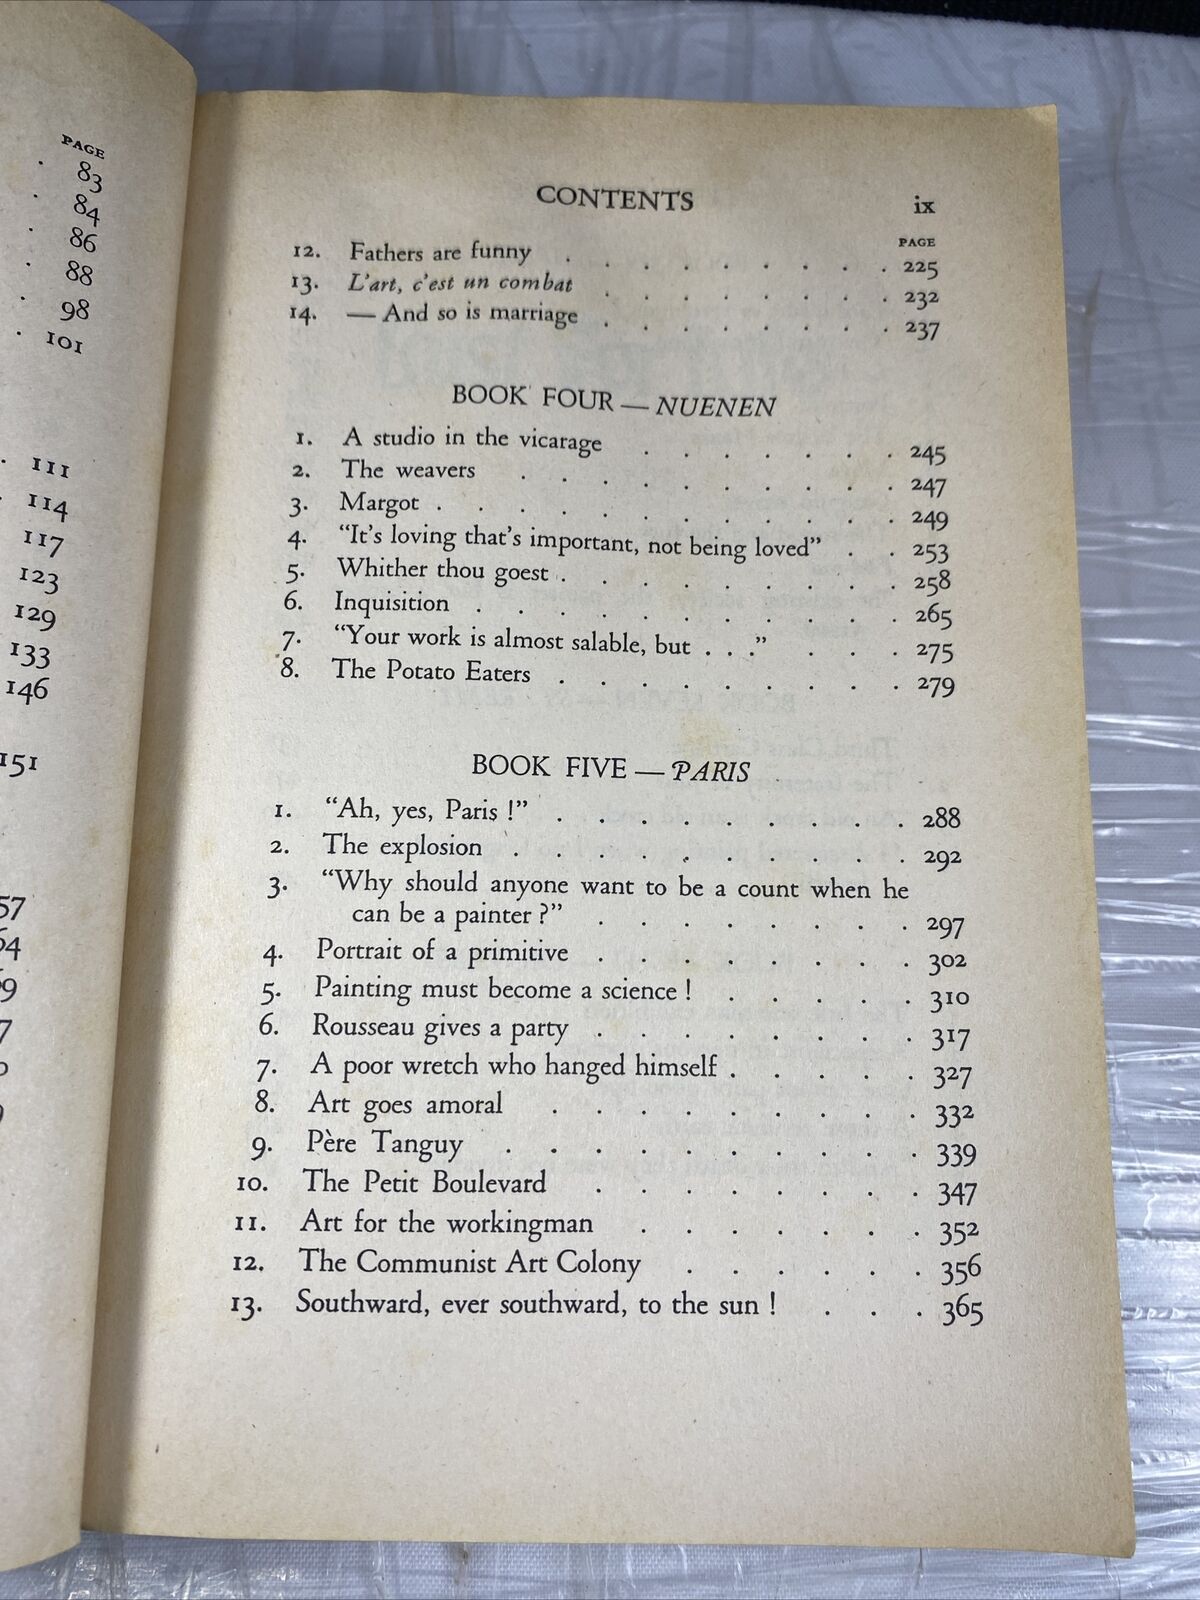 PAGE
. 83
. 84
. 86
. 88
. 98
. 101
. 111
. 114
117
123
129
133
146
151
57
64
69
7
9
CONTENTS ix
PAGE
12. Fathers are funny . . . . . . . . . 225
13. L'art, c'est un combat . . . . . . . . 232
14. — And so is marriage . . . . . . . . 237
BOOK FOUR — NUENEN
1. A studio in the vicarage . . . . . . . 245
2. The weavers . . . . . . . . . . 247
3. Margot . . . . . . . . . . . . 249
4. “It's loving that's important, not being loved” . . 253
5. Whither thou goest . . . . . . . . . 258
6. Inquisition . . . . . . . . . . . 265
7. “Your work is almost salable, but . . .” . . . 275
8. The Potato Eaters . . . . . . . . . 279
BOOK FIVE — PARIS
1. “Ah, yes, Paris !” . . . . . . . . . 288
2. The explosion . . . . . . . . . . 292
3. “Why should anyone want to be a count when he
can be a painter ?” . . . . . . . . 297
4. Portrait of a primitive . . . . . . . . 302
5. Painting must become a science ! . . . . . 310
6. Rousseau gives a party . . . . . . . . 317
7. A poor wretch who hanged himself . . . . . 327
8. Art goes amoral . . . . . . . . . 332
9. Père Tanguy . . . . . . . . . . 339
10. The Petit Boulevard . . . . . . . . 347
11. Art for the workingman . . . . . . . 352
12. The Communist Art Colony . . . . . . 356
13. Southward, ever southward, to the sun ! . . . 365